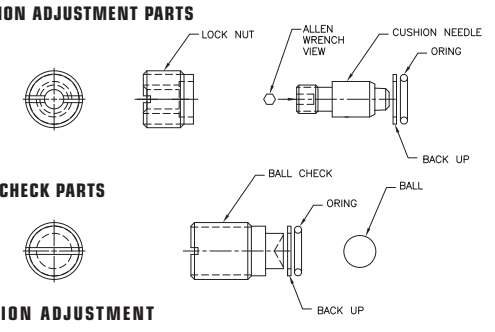 ION ADJUSTMENT PARTS
LOCK NUT
ALLEN
WRENCH
VIEW
CUSHION NEEDLE
ORING
BACK UP
CHECK PARTS
BALL CHECK
ORING
BALL
BACK UP
ION ADJUSTMENT